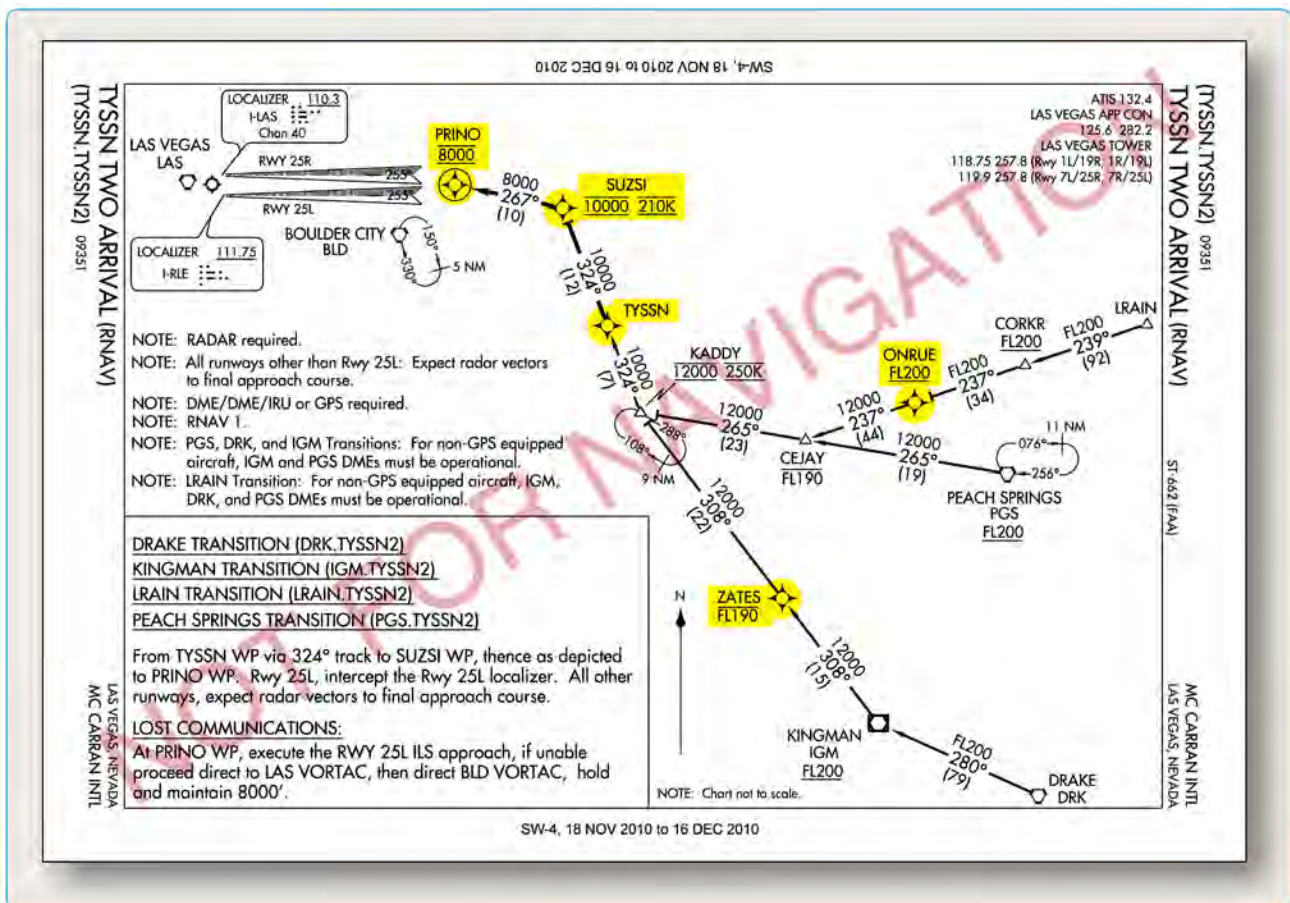 SW-4, 18 NOV 2010 to 16 DEC 2010
(TYSSN.TYSSN2) 09351
TYSSN TWO ARRIVAL (RNAV)
ST-662 (FAA)
MC CARRAN INTL
LAS VEGAS, NEVADA
TYSSN TWO ARRIVAL (RNAV)
(TYSSN.TYSSN2) 09351
LAS VEGAS, NEVADA
MC CARRAN INTL
ATIS 132.4
LAS VEGAS APP CON
125.6 282.2
LAS VEGAS TOWER
118.75 257.8 (Rwy 1L/19R, 1R/19L)
119.9 257.8 (Rwy 7L/25R, 7R/25L)
LOCALIZER 110.3
I-LAS
Chan 40
LAS VEGAS
LAS
RWY 25R
255°
255°
RWY 25L
LOCALIZER 111.75
I-RLE
PRINO
8000
8000
267°
(10)
SUZSI
10000 210K
BOULDER CITY
BLD
150°
330°
5 NM
10000
324°
(12)
TYSSN
10000
324°
(7)
KADDY
12000 250K
288°
108°
9 NM
12000
265°
(23)
CEJAY
FL190
12000
237°
(44)
ONRUE
FL200
FL200
237°
(34)
CORKR
FL200
FL200
239°
(92)
LRAIN
12000
265°
(19)
076°
11 NM
256°
PEACH SPRINGS
PGS
FL200
12000
308°
(22)
ZATES
FL190
12000
308°
(15)
KINGMAN
IGM
FL200
FL200
280°
(79)
DRAKE
DRK
N
NOTE: Chart not to scale.
NOTE: RADAR required.
NOTE: All runways other than Rwy 25L: Expect radar vectors
to final approach course.
NOTE: DME/DME/IRU or GPS required.
NOTE: RNAV 1.
NOTE: PGS, DRK, and IGM Transitions: For non-GPS equipped
aircraft, IGM and PGS DMEs must be operational.
NOTE: LRAIN Transition: For non-GPS equipped aircraft, IGM,
DRK, and PGS DMEs must be operational.
DRAKE TRANSITION (DRK.TYSSN2)
KINGMAN TRANSITION (IGM.TYSSN2)
LRAIN TRANSITION (LRAIN.TYSSN2)
PEACH SPRINGS TRANSITION (PGS.TYSSN2)
From TYSSN WP via 324° track to SUZSI WP, thence as depicted
to PRINO WP. Rwy 25L, intercept the Rwy 25L localizer. All other
runways, expect radar vectors to final approach course.
LOST COMMUNICATIONS:
At PRINO WP, execute the RWY 25L ILS approach, if unable
proceed direct to LAS VORTAC, then direct BLD VORTAC, hold
and maintain 8000'.
NOT FOR NAVIGATION
SW-4, 18 NOV 2010 to 16 DEC 2010